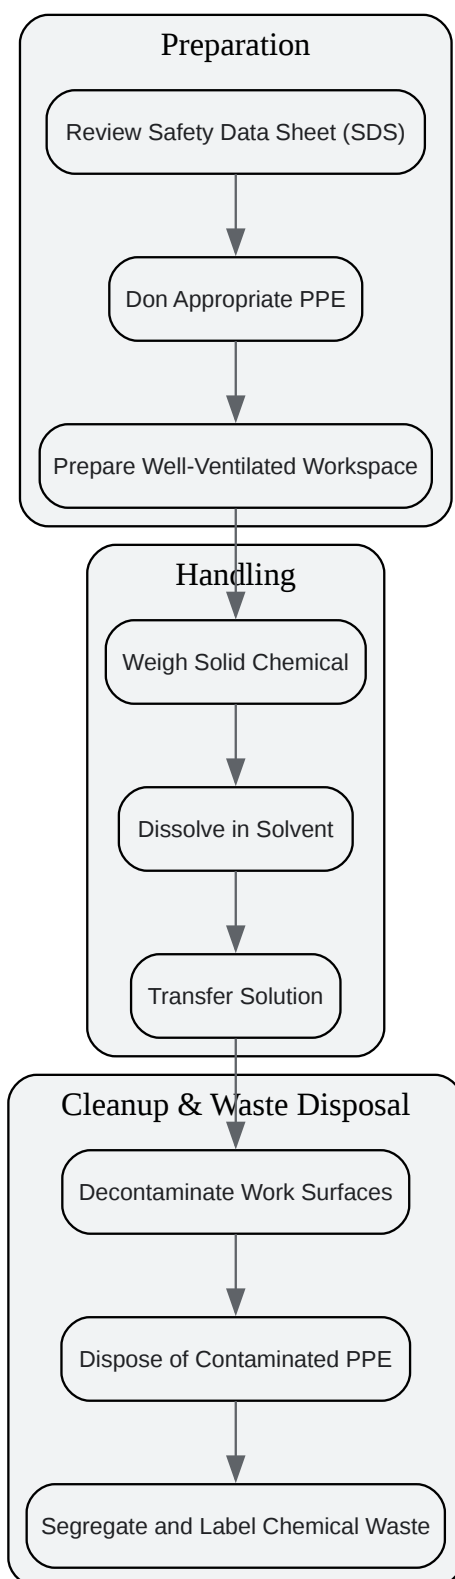 Preparation
Review Safety Data Sheet (SDS)
Don Appropriate PPE
Prepare Well-Ventilated Workspace
Handling
Weigh Solid Chemical
Dissolve in Solvent
Transfer Solution
Cleanup & Waste Disposal
Decontaminate Work Surfaces
Dispose of Contaminated PPE
Segregate and Label Chemical Waste